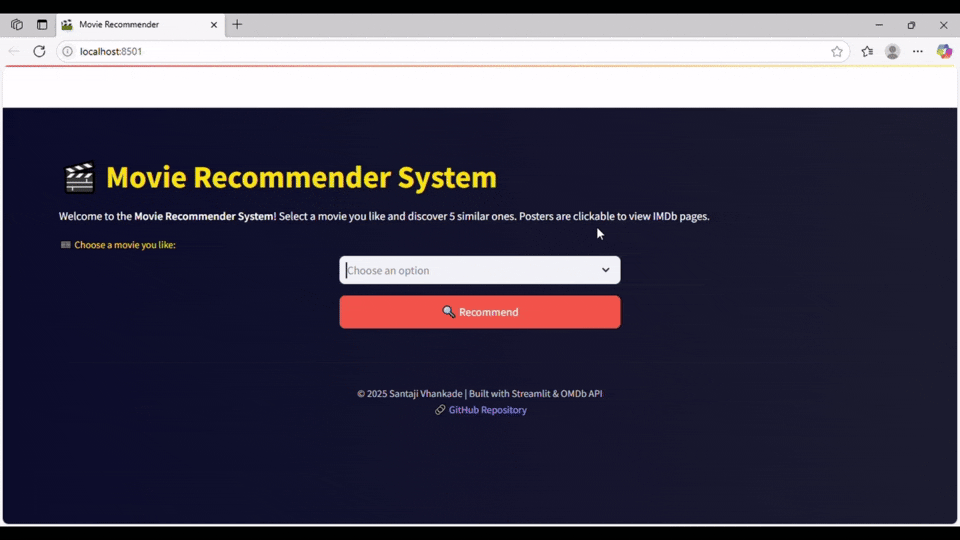 Movie Recommender
localhost:8501
Movie Recommender System
Welcome to the Movie Recommender System! Select a movie you like and discover 5 similar ones. Posters are clickable to view IMDb pages.
Choose a movie you like:
Choose an option
Recommend
© 2025 Santaji Vhankade | Built with Streamlit & OMDb API
GitHub Repository